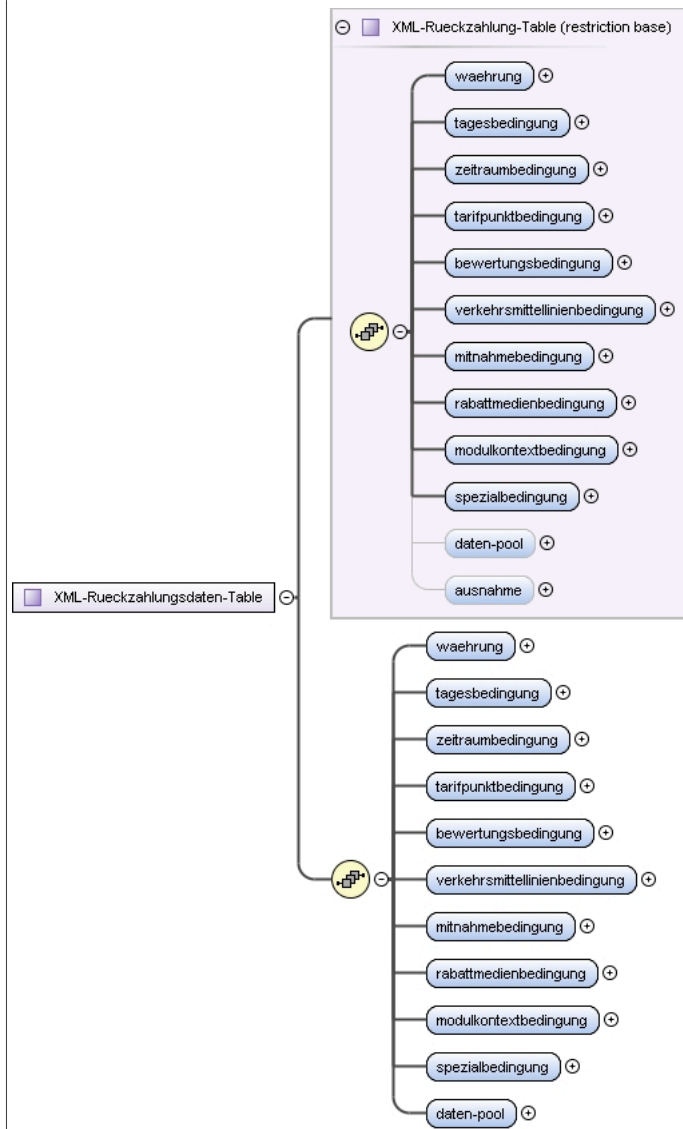 XML-Rueckzahlung-Table (restriction base)
waehrung
tagesbedingung
zeitraumbedingung
tarifpunktbedingung
bewertungsbedingung
verkehrsmittellinienbedingung
mitnahmebedingung
rabattmedienbedingung
modulkontextbedingung
spezialbedingung
daten-pool
ausnahme
XML-Rueckzahlungsdaten-Table
waehrung
tagesbedingung
zeitraumbedingung
tarifpunktbedingung
bewertungsbedingung
verkehrsmittellinienbedingung
mitnahmebedingung
rabattmedienbedingung
modulkontextbedingung
spezialbedingung
daten-pool